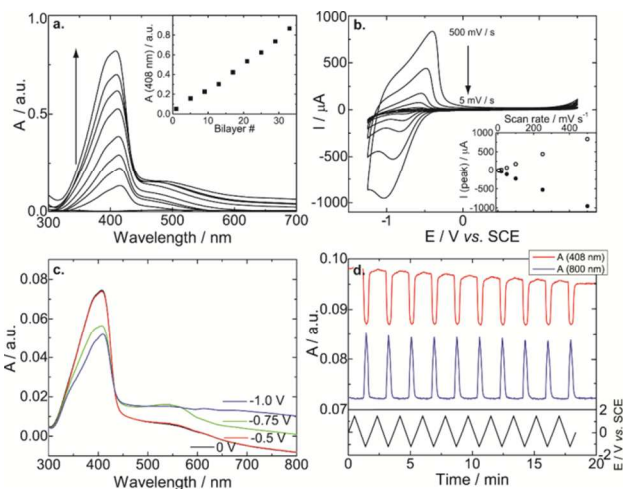 a.
A / a.u.
1.0
0.5
0.0
300 400 500 600 700
Wavelength / nm
A (408 nm) / a.u.
0.8
0.6
0.4
0.2
0.0
0 10 20 30
Bilayer #
b.
I / µA
1000
500
0
-500
-1000
-1 0 1
E / V vs. SCE
500 mV / s
5 mV / s
Scan rate / mV s⁻¹
0 200 400
I (peak) / µA
1000
500
0
-500
-1000
c.
A / a.u.
0.08
0.06
0.04
0.02
0.00
300 400 500 600 700 800
Wavelength / nm
-1.0 V
-0.75 V
-0.5 V
0 V
d.
A (408 nm)
A (800 nm)
A / a.u.
0.10
0.09
0.08
0.07
0 5 10 15 20
Time / min
2
0
-2
E / V vs. SCE